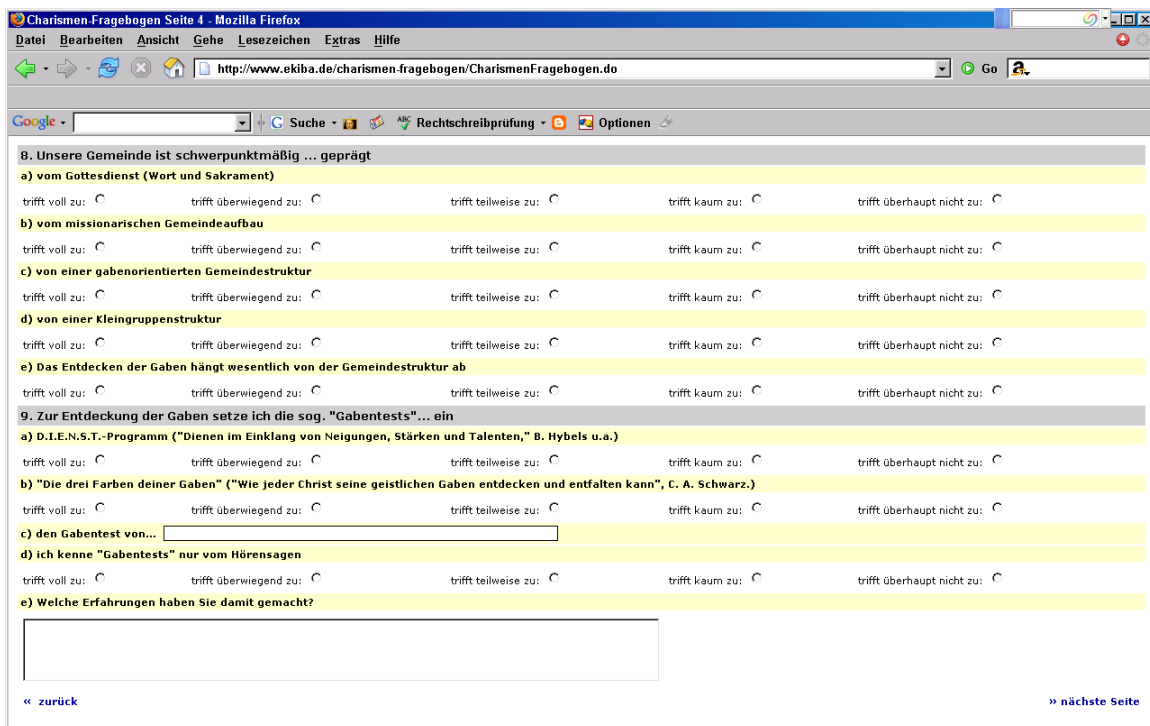 Charismen-Fragebogen Seite 4 - Mozilla Firefox
Datei Bearbeiten Ansicht Gehe Lesezeichen Extras Hilfe
http://www.ekiba.de/charismen-fragebogen/CharismenFragebogen.do Go a
Google G Suche ABC Rechtschreibprüfung Optionen
8. Unsere Gemeinde ist schwerpunktmäßig ... geprägt
a) vom Gottesdienst (Wort und Sakrament)
trifft voll zu: trifft überwiegend zu: trifft teilweise zu: trifft kaum zu: trifft überhaupt nicht zu:
b) vom missionarischen Gemeindeaufbau
trifft voll zu: trifft überwiegend zu: trifft teilweise zu: trifft kaum zu: trifft überhaupt nicht zu:
c) von einer gabenorientierten Gemeindestruktur
trifft voll zu: trifft überwiegend zu: trifft teilweise zu: trifft kaum zu: trifft überhaupt nicht zu:
d) von einer Kleingruppenstruktur
trifft voll zu: trifft überwiegend zu: trifft teilweise zu: trifft kaum zu: trifft überhaupt nicht zu:
e) Das Entdecken der Gaben hängt wesentlich von der Gemeindestruktur ab
trifft voll zu: trifft überwiegend zu: trifft teilweise zu: trifft kaum zu: trifft überhaupt nicht zu:
9. Zur Entdeckung der Gaben setze ich die sog. "Gabentests"... ein
a) D.I.E.N.S.T.-Programm ("Dienen im Einklang von Neigungen, Stärken und Talenten," B. Hybels u.a.)
trifft voll zu: trifft überwiegend zu: trifft teilweise zu: trifft kaum zu: trifft überhaupt nicht zu:
b) "Die drei Farben deiner Gaben" ("Wie jeder Christ seine geistlichen Gaben entdecken und entfalten kann", C. A. Schwarz.)
trifft voll zu: trifft überwiegend zu: trifft teilweise zu: trifft kaum zu: trifft überhaupt nicht zu:
c) den Gabentest von...
d) ich kenne "Gabentests" nur vom Hörensagen
trifft voll zu: trifft überwiegend zu: trifft teilweise zu: trifft kaum zu: trifft überhaupt nicht zu:
e) Welche Erfahrungen haben Sie damit gemacht?
« zurück » nächste Seite